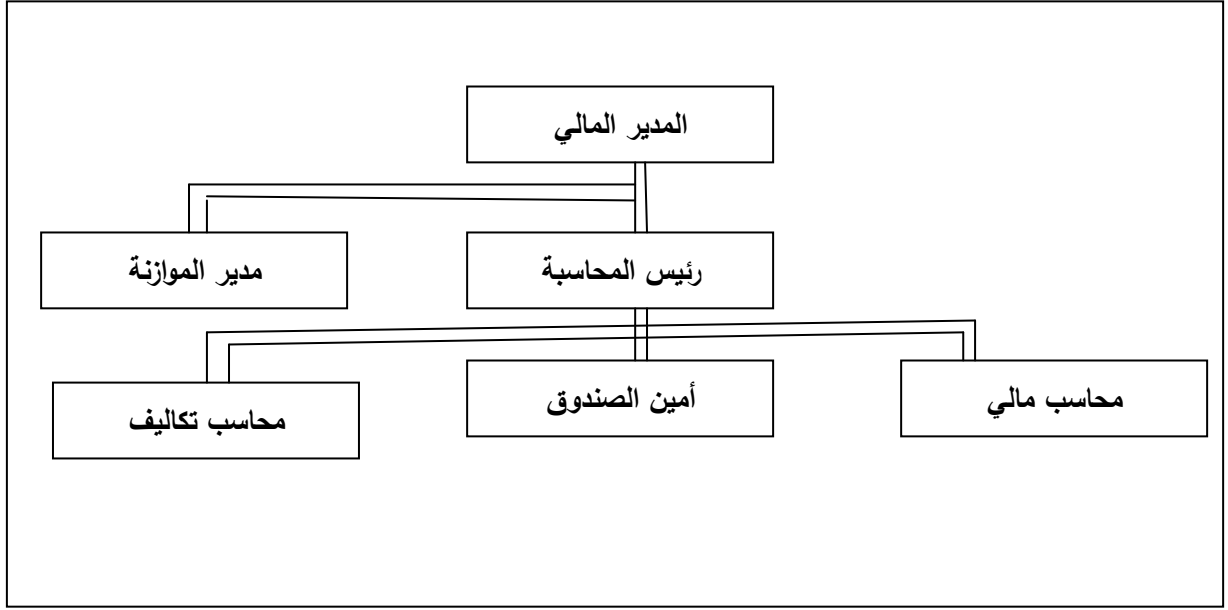 المدير المالي
رئيس المحاسبة
مدير الموازنة
محاسب مالي
أمين الصندوق
محاسب تكاليف